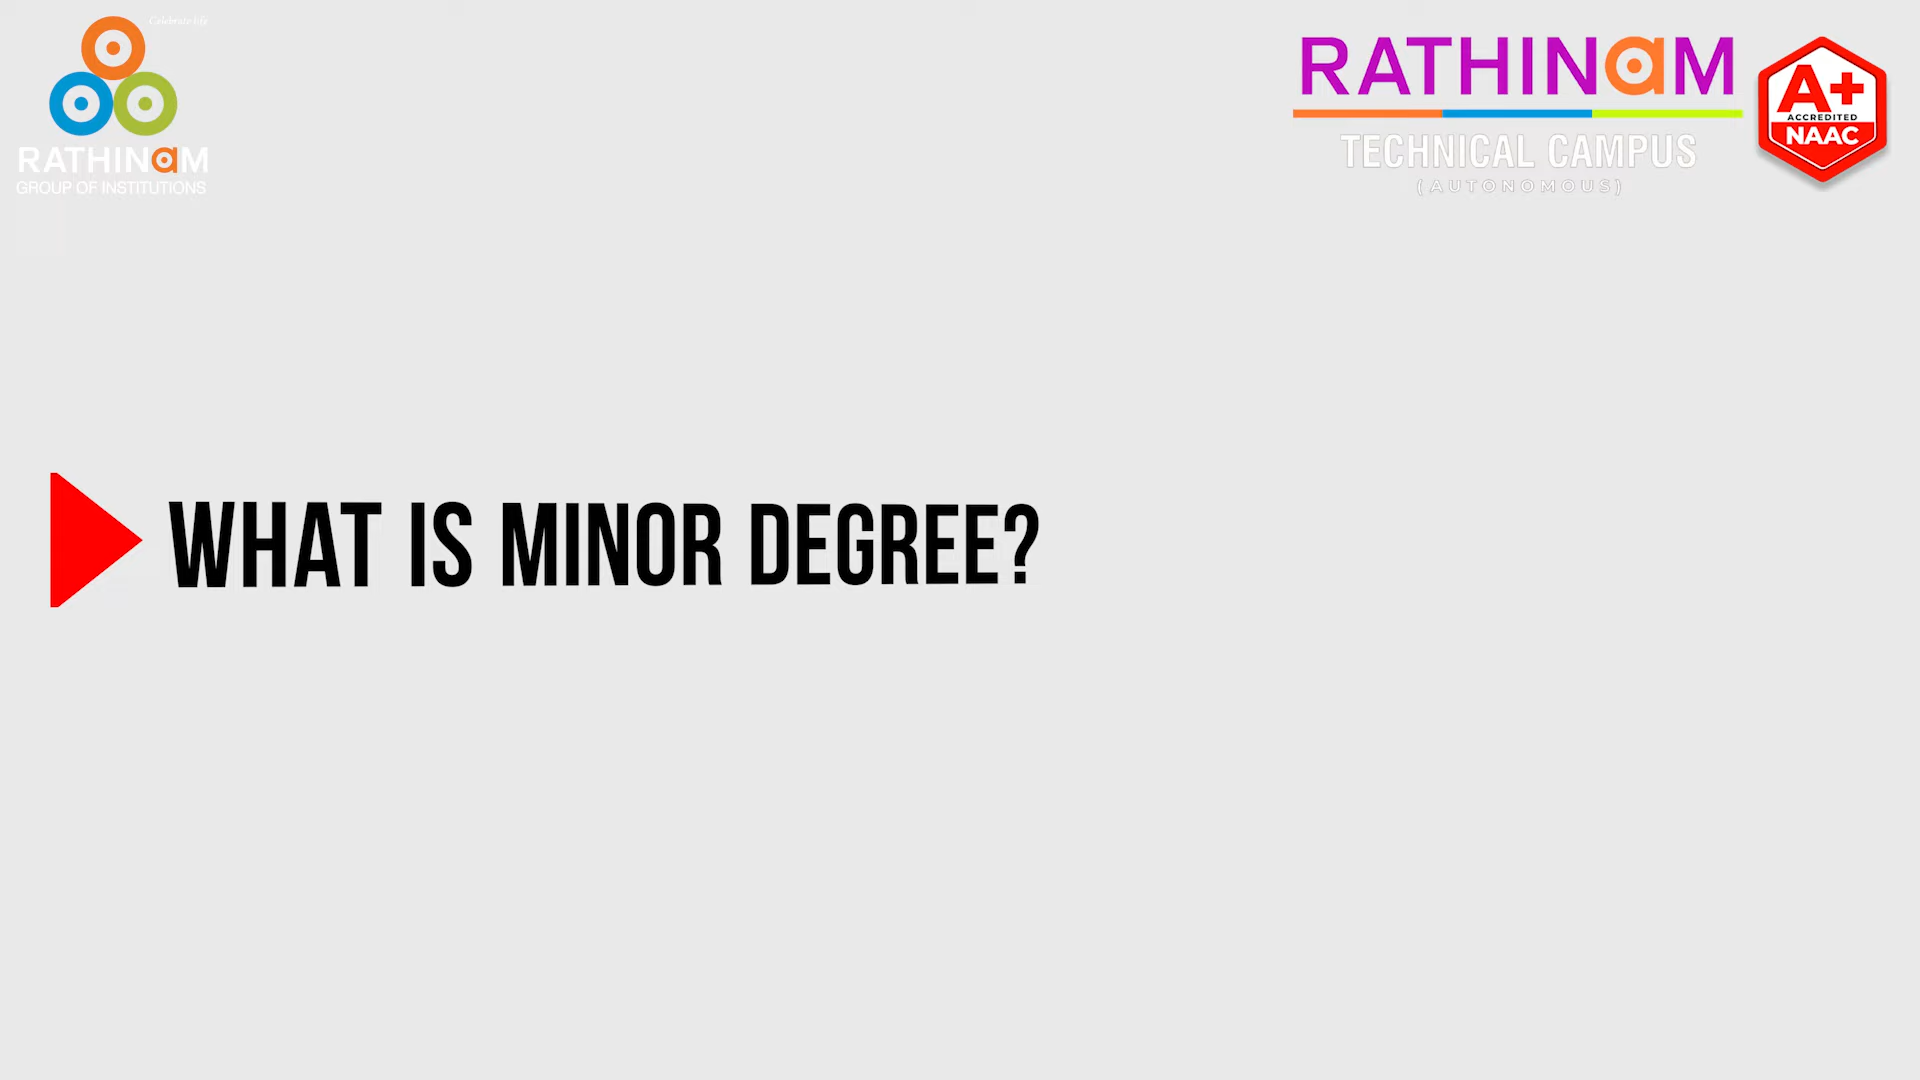 Celebrate life
RATHINaM
GROUP OF INSTITUTIONS
RATHINaM
TECHNICAL CAMPUS
(AUTONOMOUS)
A+
ACCREDITED
NAAC
WHAT IS MINOR DEGREE?